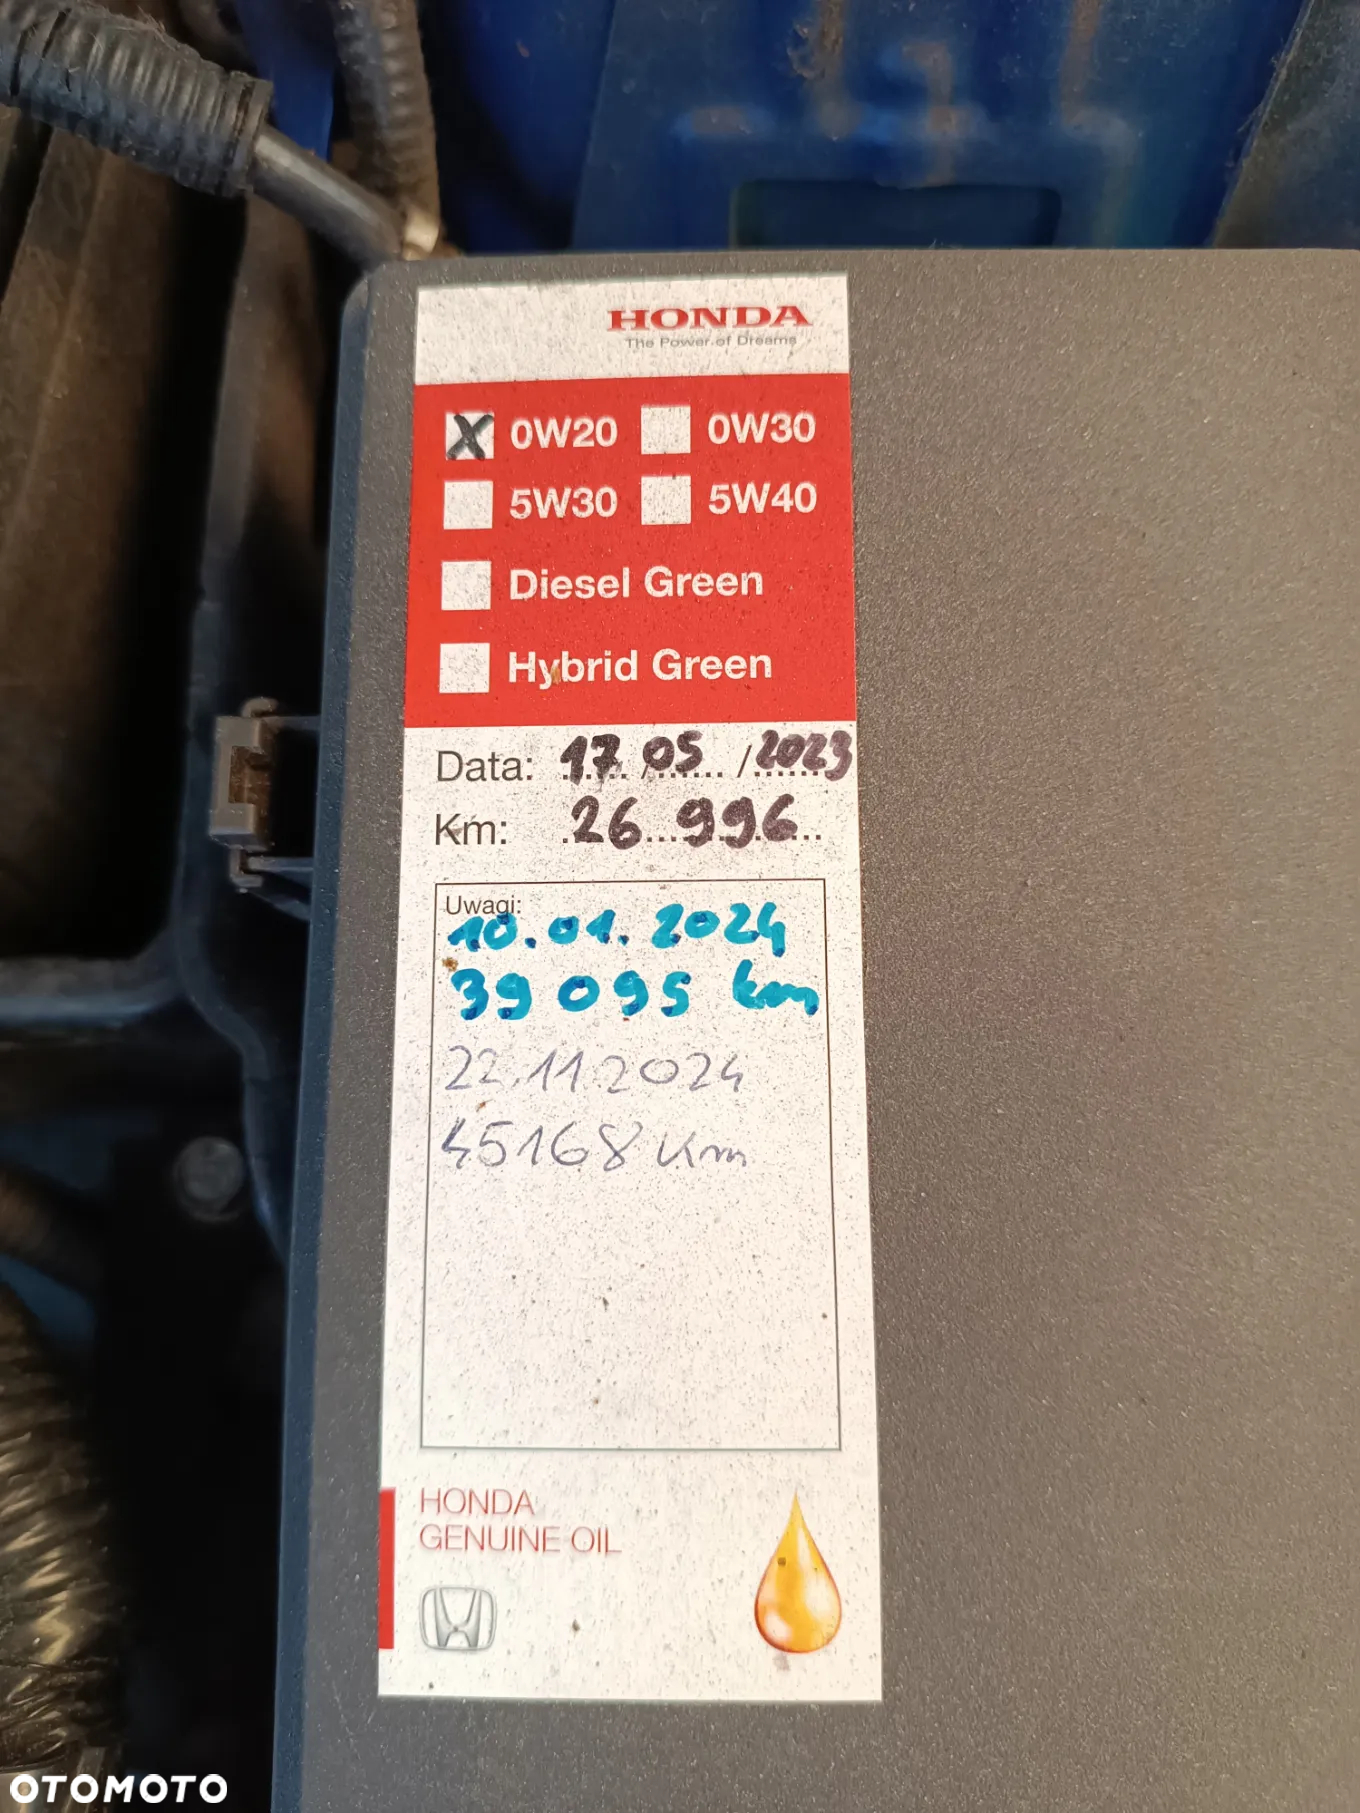 HONDA
The Power of Dreams
X 0W20 0W30
5W30 5W40
Diesel Green
Hybrid Green
Data: 17/05/2023
Km: 26 996
Uwagi:
10.01.2024
39 095 km
22.11.2024
45168 Km
HONDA
GENUINE OIL
OTOMOTO